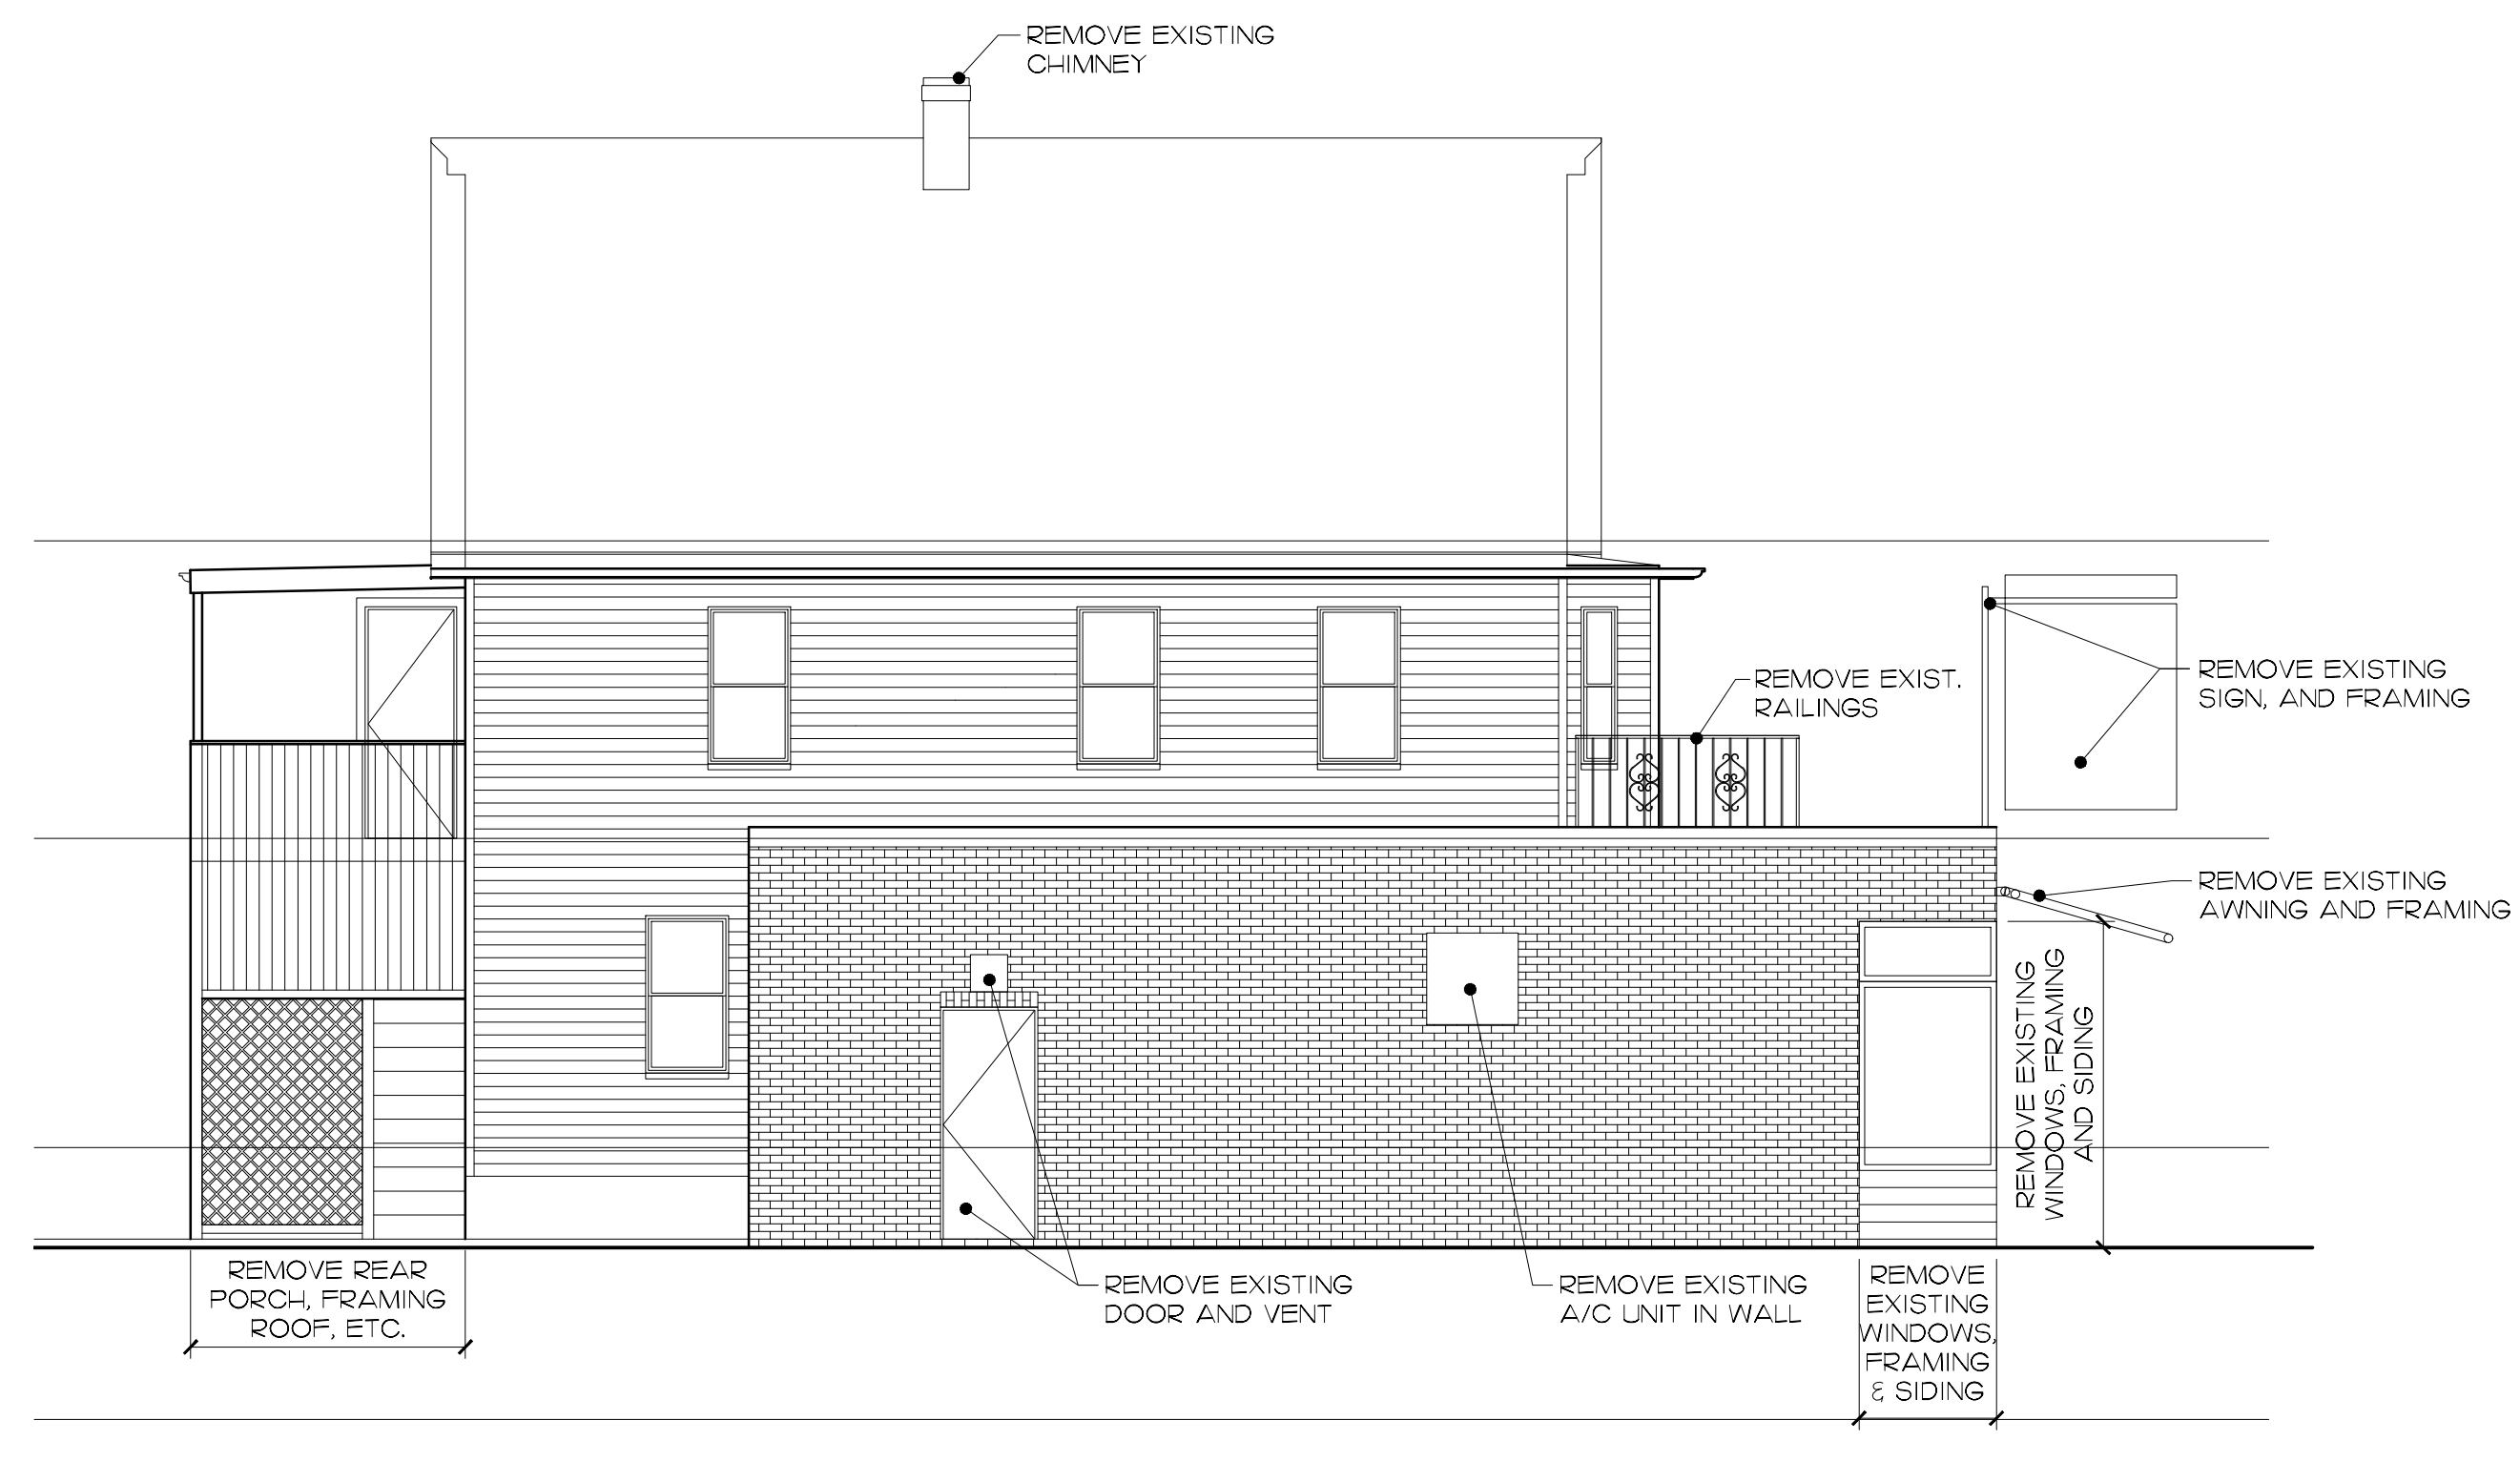 REMOVE EXISTING
CHIMNEY
REMOVE EXIST.
RAILINGS
REMOVE EXISTING
SIGN, AND FRAMING
REMOVE EXISTING
AWNING AND FRAMING
REMOVE EXISTING
WINDOWS, FRAMING
AND SIDING
REMOVE REAR
PORCH, FRAMING
ROOF, ETC.
REMOVE EXISTING
DOOR AND VENT
REMOVE EXISTING
A/C UNIT IN WALL
REMOVE
EXISTING
WINDOWS,
FRAMING
& SIDING